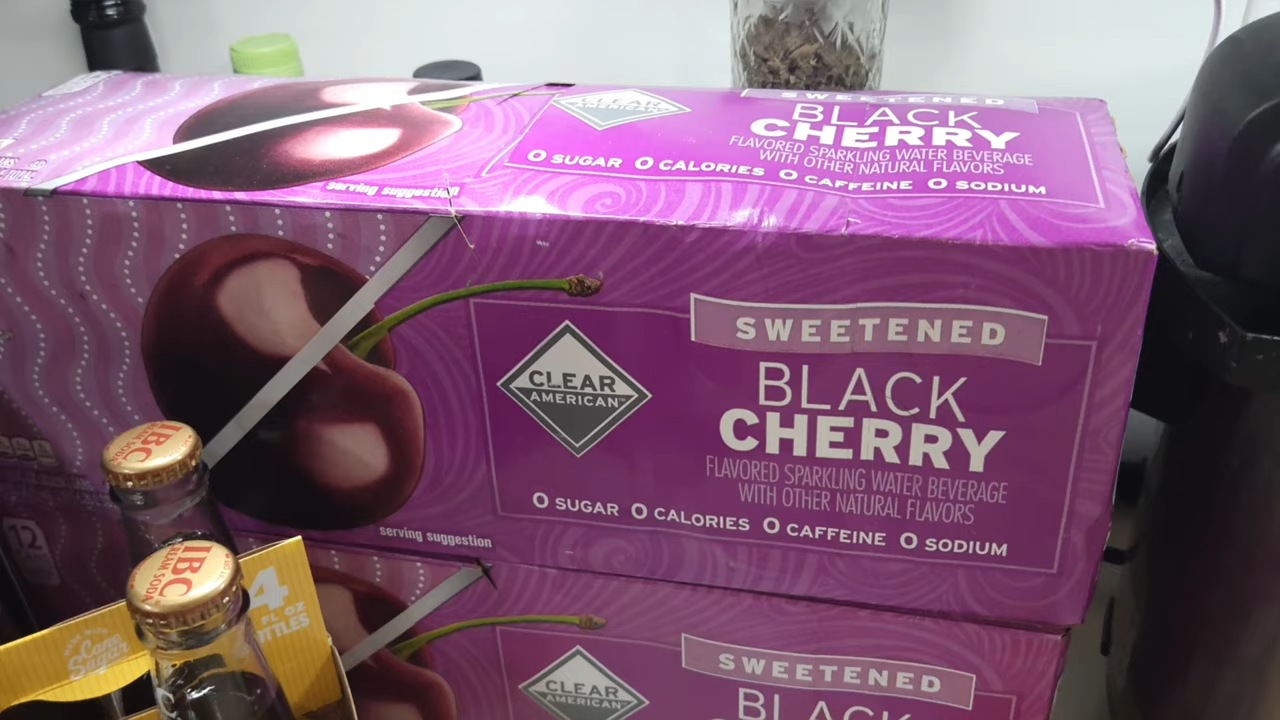 SWEETENED
CLEAR
AMERICAN
BLACK
CHERRY
FLAVORED SPARKLING WATER BEVERAGE
WITH OTHER NATURAL FLAVORS
0 SUGAR 0 CALORIES 0 CAFFEINE 0 SODIUM
serving suggestion
SWEETENED
CLEAR
AMERICAN™
BLACK
CHERRY
FLAVORED SPARKLING WATER BEVERAGE
WITH OTHER NATURAL FLAVORS
0 SUGAR 0 CALORIES 0 CAFFEINE 0 SODIUM
serving suggestion
12
IBC
IBC
CREAM SODA
4
FL OZ
BOTTLES
MADE WITH
Cane
Sugar
SWEETENED
CLEAR
AMERICAN
BLACK